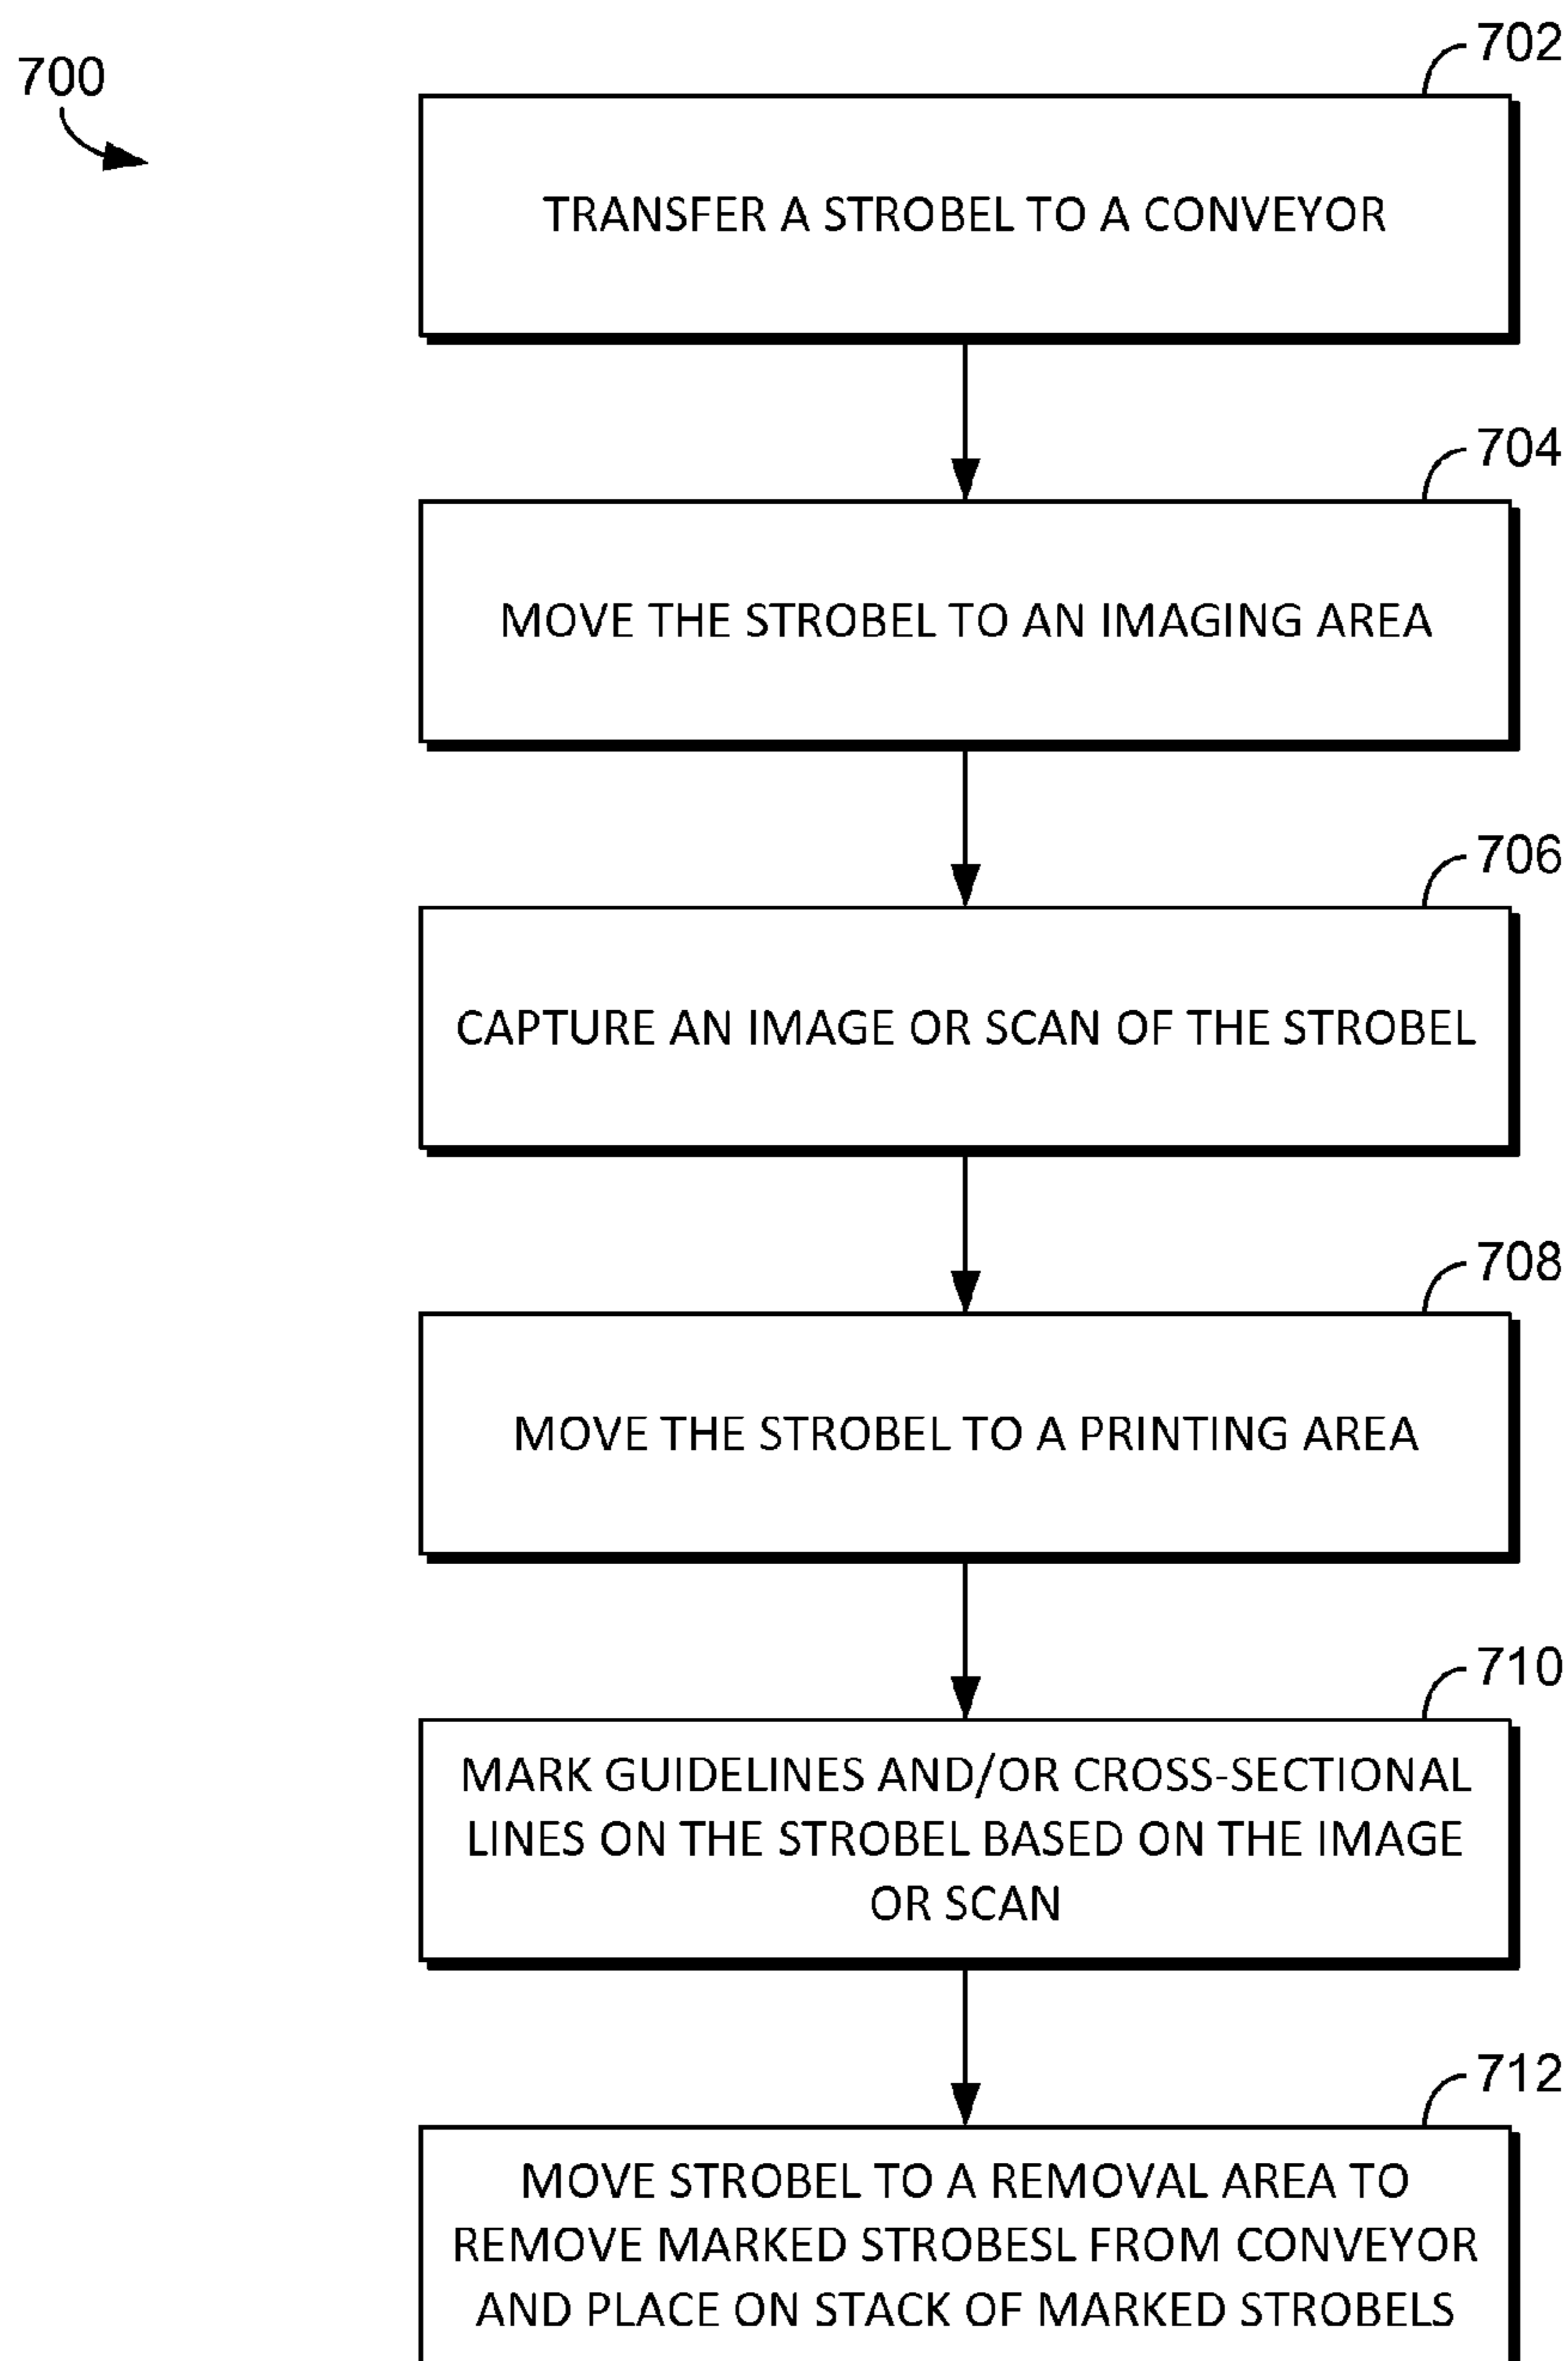 700
702
TRANSFER A STROBEL TO A CONVEYOR
704
MOVE THE STROBEL TO AN IMAGING AREA
706
CAPTURE AN IMAGE OR SCAN OF THE STROBEL
708
MOVE THE STROBEL TO A PRINTING AREA
710
MARK GUIDELINES AND/OR CROSS-SECTIONAL
LINES ON THE STROBEL BASED ON THE IMAGE
OR SCAN
712
MOVE STROBEL TO A REMOVAL AREA TO
REMOVE MARKED STROBESL FROM CONVEYOR
AND PLACE ON STACK OF MARKED STROBELS